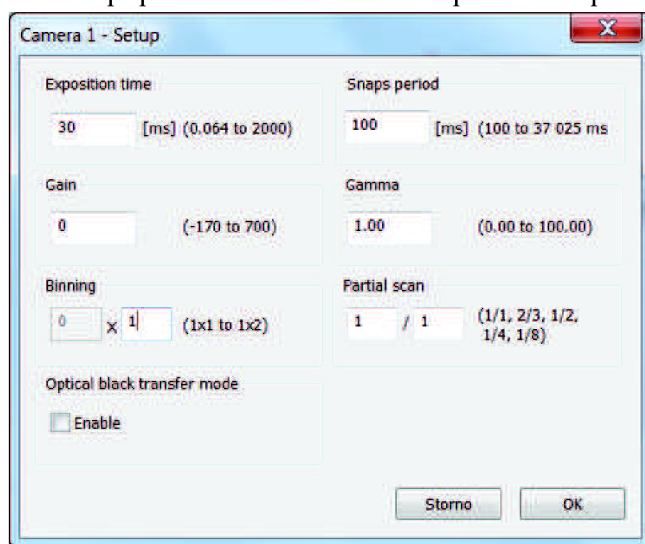 Camera 1 - Setup
Exposition time
30 [ms] (0.064 to 2000)
Snaps period
100 [ms] (100 to 37 025 ms
Gain
0 (-170 to 700)
Gamma
1.00 (0.00 to 100.00)
Binning
0 x 1 (1x1 to 1x2)
Partial scan
1 / 1 (1/1, 2/3, 1/2,
1/4, 1/8)
Optical black transfer mode
Enable
Storno OK